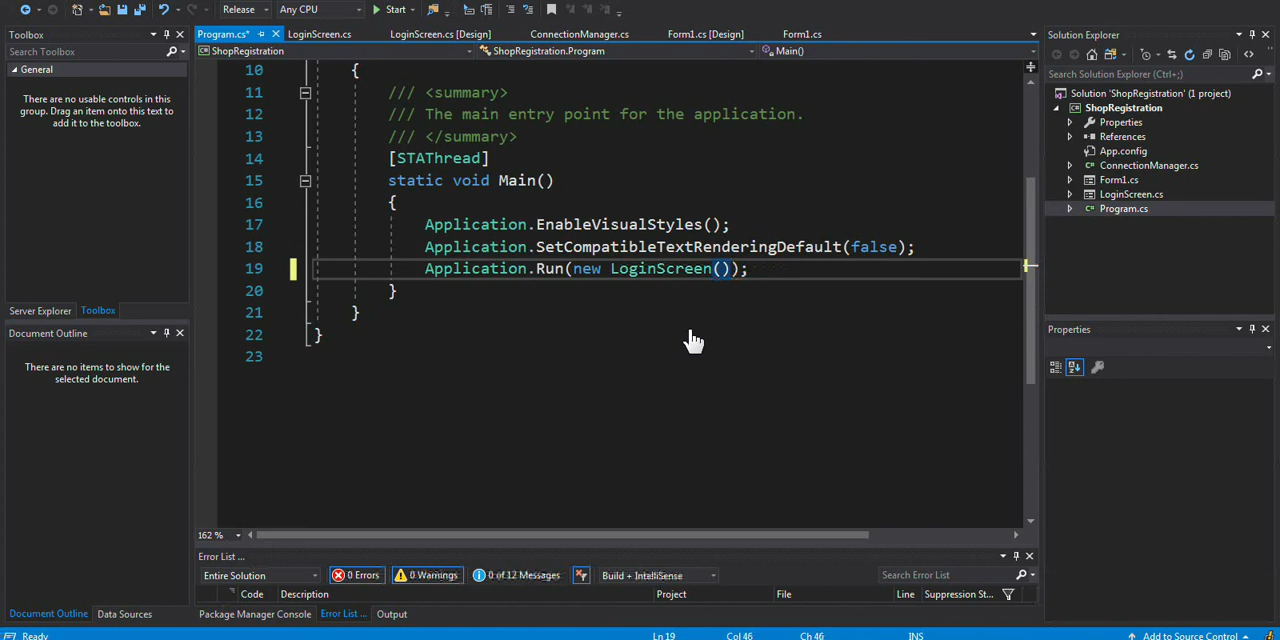 Release
Any CPU
Start
Toolbox
Search Toolbox
General
There are no usable controls in this
group. Drag an item onto this text to
add it to the toolbox.
Server Explorer
Toolbox
Document Outline
There are no items to show for the
selected document.
Document Outline
Data Sources
Program.cs*
LoginScreen.cs
LoginScreen.cs [Design]
ConnectionManager.cs
Form1.cs [Design]
Form1.cs
ShopRegistration
ShopRegistration.Program
Main()
10 {
11 /// <summary>
12 /// The main entry point for the application.
13 /// </summary>
14 [STAThread]
15 static void Main()
16 {
17 Application.EnableVisualStyles();
18 Application.SetCompatibleTextRenderingDefault(false);
19 Application.Run(new LoginScreen());
20 }
21 }
22 }
23
162 %
Error List ...
Entire Solution
0 Errors
0 Warnings
0 of 12 Messages
Build + IntelliSense
Search Error List
Code
Description
Project
File
Line
Suppression St...
Package Manager Console
Error List ...
Output
Solution Explorer
Search Solution Explorer (Ctrl+;)
Solution 'ShopRegistration' (1 project)
ShopRegistration
Properties
References
App.config
ConnectionManager.cs
Form1.cs
LoginScreen.cs
Program.cs
Properties
Ready
Ln 19
Col 46
Ch 46
INS
Add to Source Control